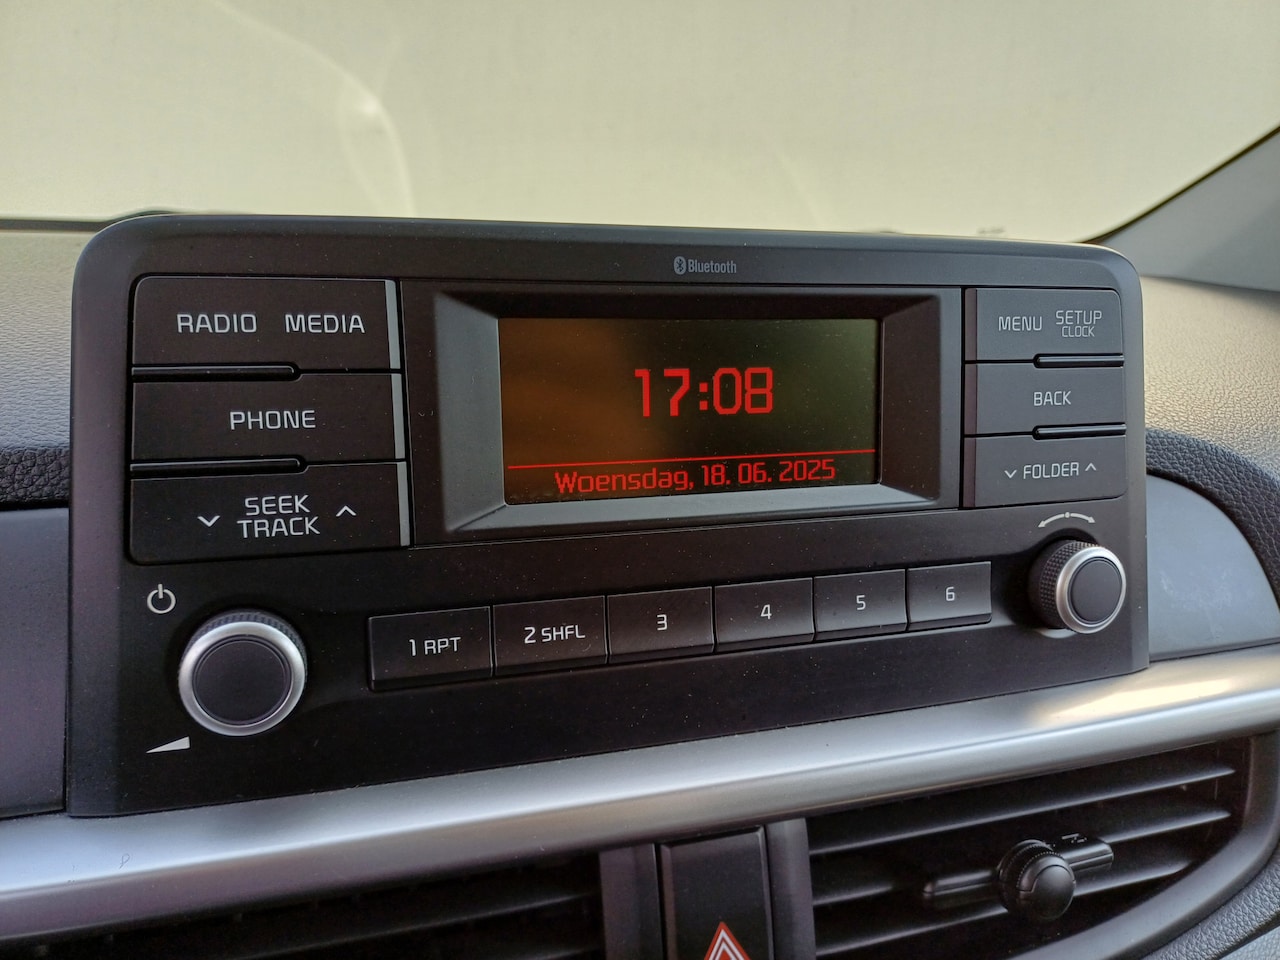 Bluetooth
RADIO MEDIA
PHONE
SEEK
TRACK
17:08
Woensdag, 18. 06. 2025
MENU SETUP
CLOCK
BACK
FOLDER
1 RPT
2 SHFL
3
4
5
6